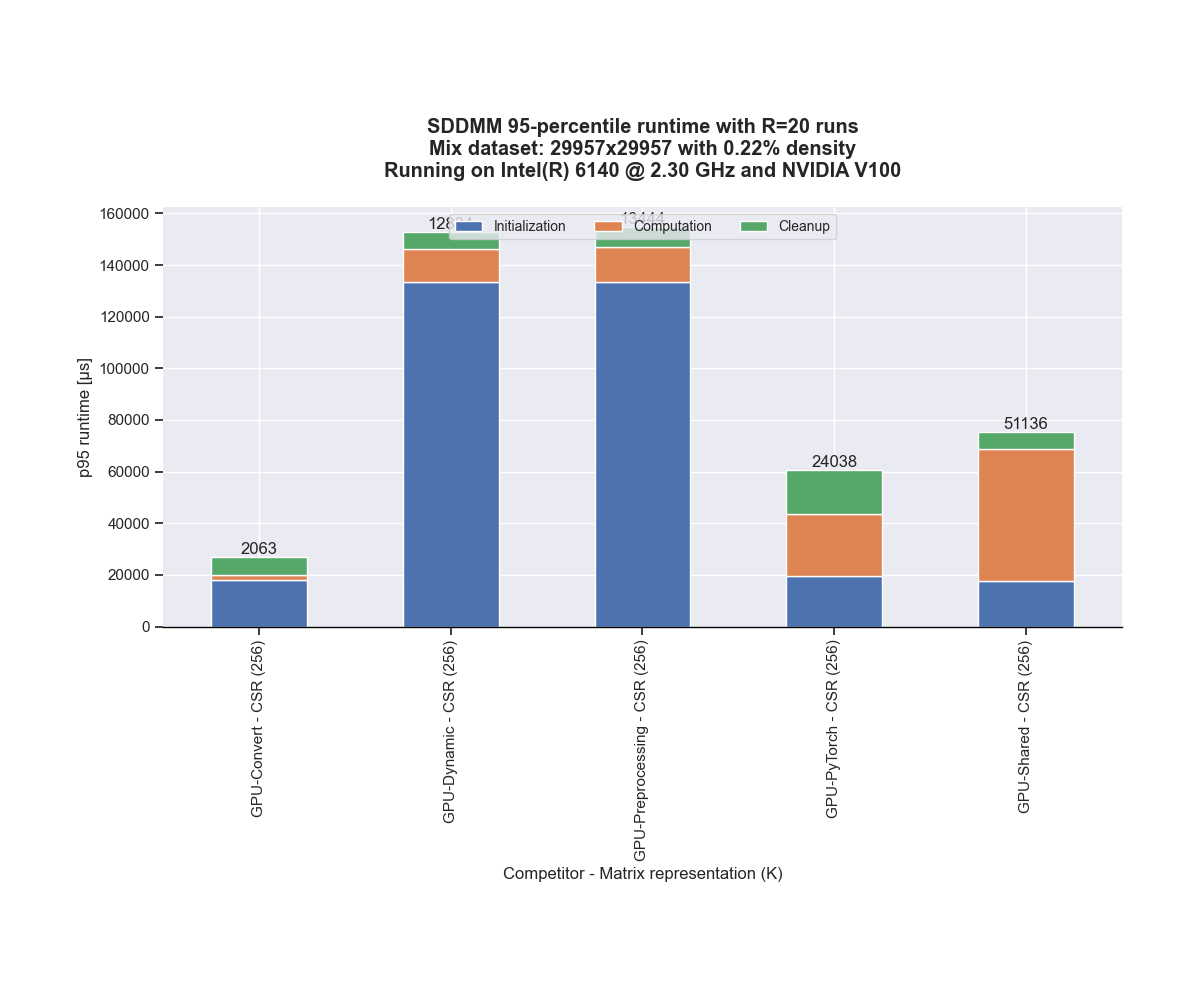 SDDMM 95-percentile runtime with R=20 runs
Mix dataset: 29957x29957 with 0.22% density
Running on Intel(R) 6140 @ 2.30 GHz and NVIDIA V100
Initialization
Computation
Cleanup
13444
2063
24038
51136
p95 runtime [µs]
160000
140000
120000
100000
80000
60000
40000
20000
0
GPU-Convert - CSR (256)
GPU-Dynamic - CSR (256)
GPU-Preprocessing - CSR (256)
GPU-PyTorch - CSR (256)
GPU-Shared - CSR (256)
Competitor - Matrix representation (K)